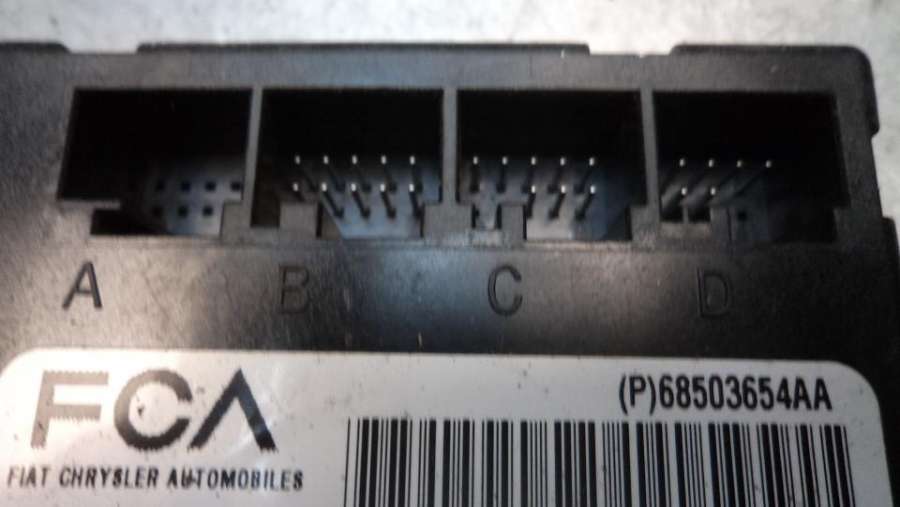 A B C D
FCA
(P)68503654AA
FIAT CHRYSLER AUTOMOBILES